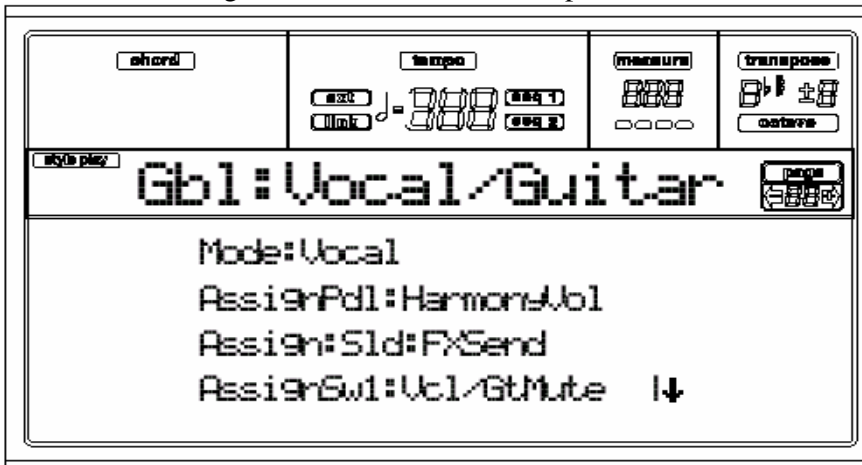 chord
tempo
measure
transpose
ext
seq 1
link
seq 2
octave
style play
Gbl:Vocal/Guitar
page
Mode:Vocal
AssignPdl:HarmonyVol
Assign:Sld:FXSend
AssignSw1:Vcl/GtMute